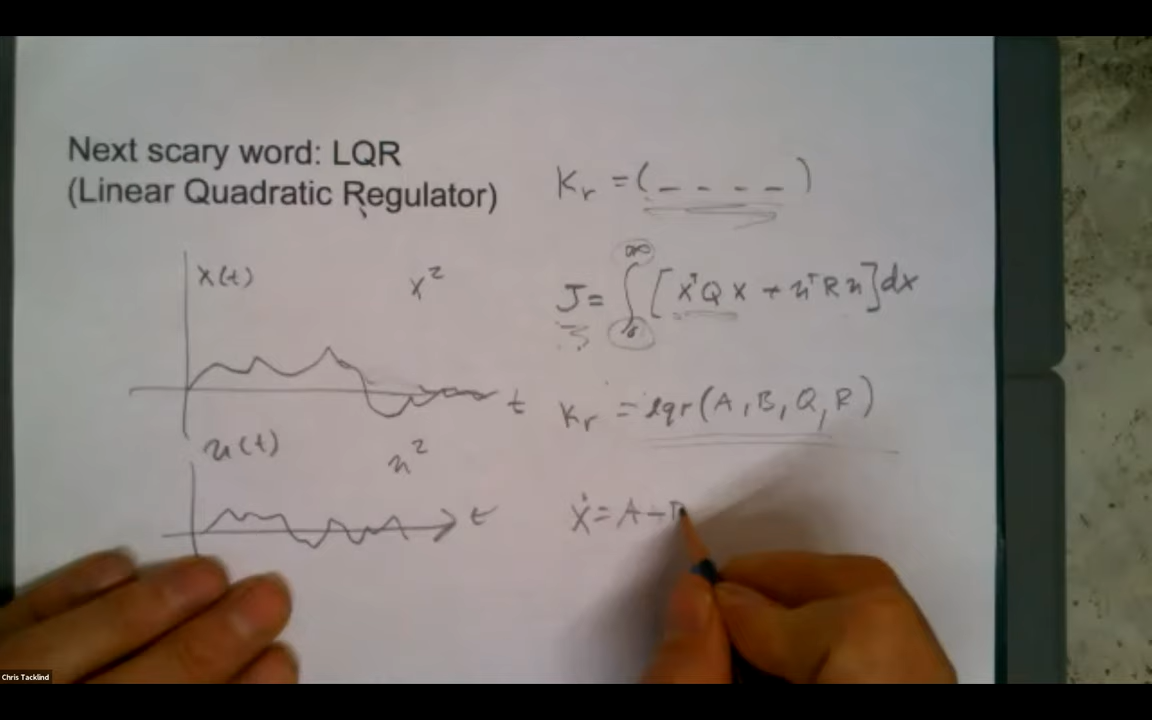 Next scary word: LQR
(Linear Quadratic Regulator)
Kr = (_ _ _ _)
x(t)
x²
J = ∫₀^∞ [xᵀQx + uᵀRu]dx
t
Kr = lqr(A, B, Q, R)
u(t)
u²
t
ẋ = A - B
Chris Tacklind